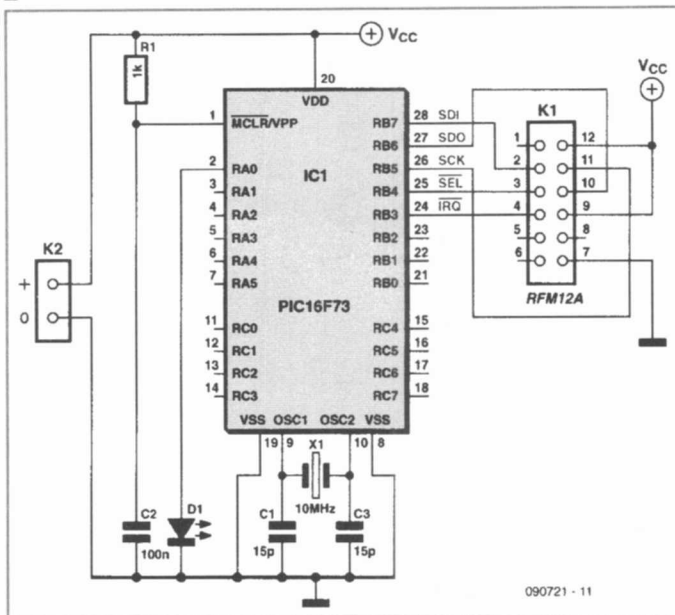 R1
1k
VCC
20
VDD
1
MCLR/VPP
2
RA0
3
RA1
4
RA2
5
RA3
6
RA4
7
RA5
11
RC0
12
RC1
13
RC2
14
RC3
IC1
PIC16F73
RB7
28
SDI
RB6
27
SDO
RB5
26
SCK
RB4
25
SEL
RB3
24
IRQ
RB2
23
RB1
22
RB0
21
RC4
15
RC5
16
RC6
17
RC7
18
VSS
OSC1
OSC2
VSS
19
9
10
8
X1
10MHz
K2
+
0
C2
100n
D1
C1
15p
C3
15p
K1
VCC
1
12
2
11
3
10
4
9
5
8
6
7
RFM12A
090721 - 11